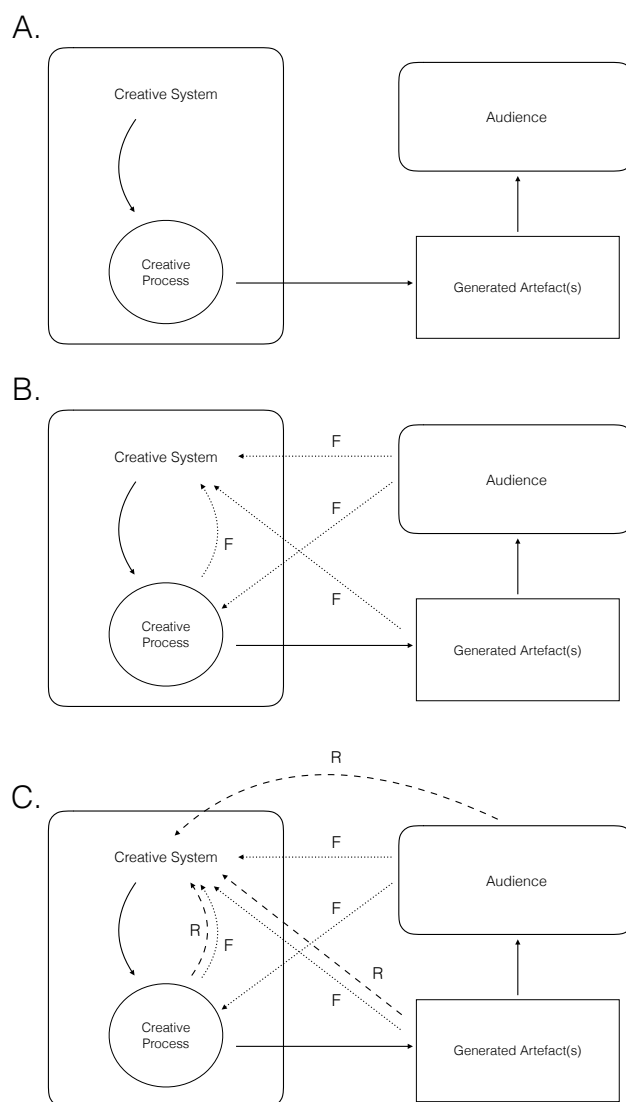 A.
Creative System
Audience
Creative
Process
Generated Artefact(s)
B.
F
Creative System
Audience
F
F
F
Creative
Process
Generated Artefact(s)
R
C.
F
Creative System
Audience
F
R
F
R
F
Creative
Process
Generated Artefact(s)